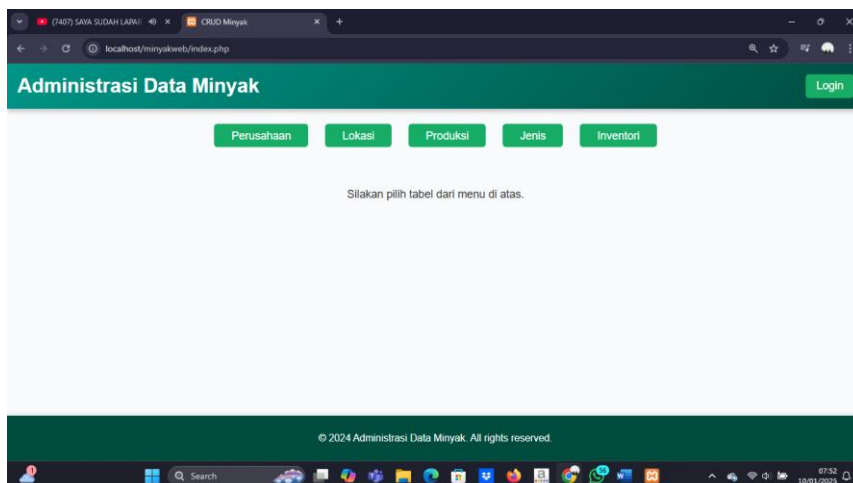 (7407) SAYA SUDAH LAPAR
CRUD Minyak
localhost/minyakweb/index.php
Administrasi Data Minyak
Login
Perusahaan Lokasi Produksi Jenis Inventori
Silakan pilih tabel dari menu di atas.
© 2024 Administrasi Data Minyak. All rights reserved.
Search
07:52
10/01/2025